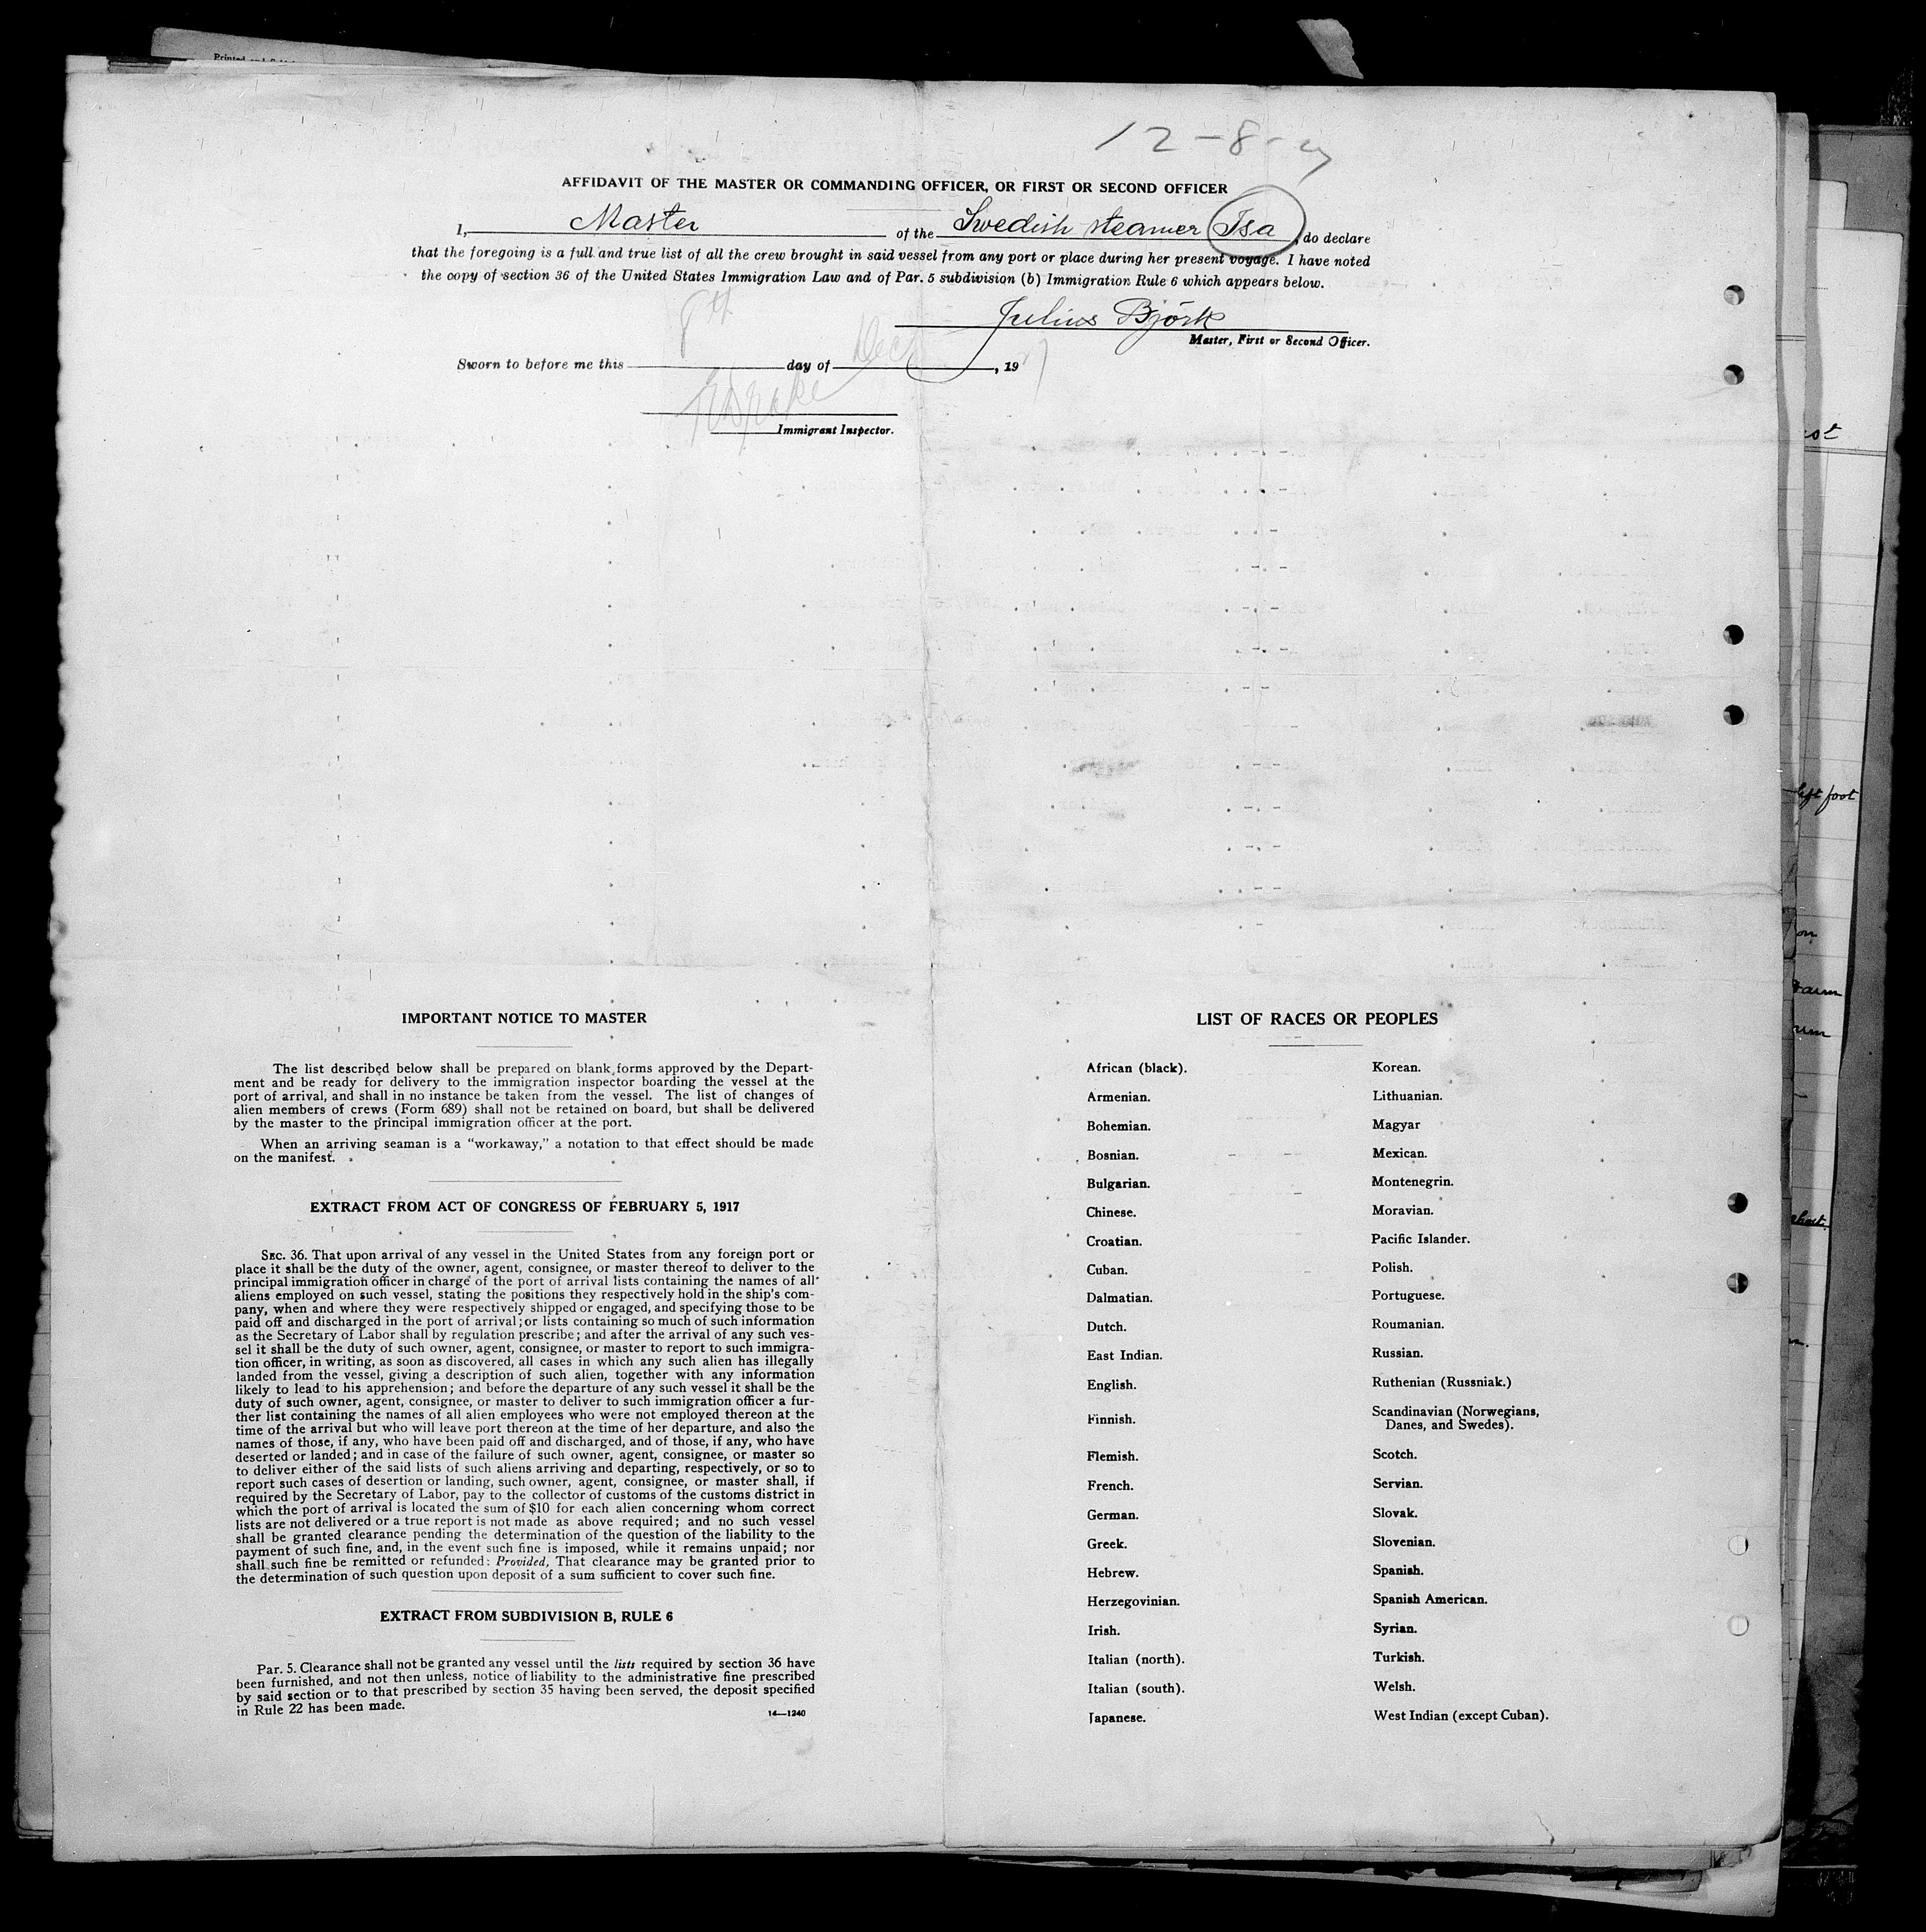 Printed and
12-8-27
AFFIDAVIT OF THE MASTER OR COMMANDING OFFICER, OR FIRST OR SECOND OFFICER
I, Master of the Swedish steamer Isa, do declare
that the foregoing is a full and true list of all the crew brought in said vessel from any port or place during her present voyage. I have noted
the copy of section 36 of the United States Immigration Law and of Par. 5 subdivision (b) Immigration Rule 6 which appears below.
Julius Björk
Master, First or Second Officer.
Sworn to before me this 8th day of Dec, 1927
Immigrant Inspector.
left foot
IMPORTANT NOTICE TO MASTER
The list described below shall be prepared on blank forms approved by the Depart-
ment and be ready for delivery to the immigration inspector boarding the vessel at the
port of arrival, and shall in no instance be taken from the vessel. The list of changes of
alien members of crews (Form 689) shall not be retained on board, but shall be delivered
by the master to the principal immigration officer at the port.
When an arriving seaman is a "workaway," a notation to that effect should be made
on the manifest.
EXTRACT FROM ACT OF CONGRESS OF FEBRUARY 5, 1917
SEC. 36. That upon arrival of any vessel in the United States from any foreign port or
place it shall be the duty of the owner, agent, consignee, or master thereof to deliver to the
principal immigration officer in charge of the port of arrival lists containing the names of all
aliens employed on such vessel, stating the positions they respectively hold in the ship's com-
pany, when and where they were respectively shipped or engaged, and specifying those to be
paid off and discharged in the port of arrival; or lists containing so much of such information
as the Secretary of Labor shall by regulation prescribe; and after the arrival of any such ves-
sel it shall be the duty of such owner, agent, consignee, or master to report to such immigra-
tion officer, in writing, as soon as discovered, all cases in which any such alien has illegally
landed from the vessel, giving a description of such alien, together with any information
likely to lead to his apprehension; and before the departure of any such vessel it shall be the
duty of such owner, agent, consignee, or master to deliver to such immigration officer a fur-
ther list containing the names of all alien employees who were not employed thereon at the
time of the arrival but who will leave port thereon at the time of her departure, and also the
names of those, if any, who have been paid off and discharged, and of those, if any, who have
deserted or landed; and in case of the failure of such owner, agent, consignee, or master so
to deliver either of the said lists of such aliens arriving and departing, respectively, or so to
report such cases of desertion or landing, such owner, agent, consignee, or master shall, if
required by the Secretary of Labor, pay to the collector of customs of the customs district in
which the port of arrival is located the sum of $10 for each alien concerning whom correct
lists are not delivered or a true report is not made as above required; and no such vessel
shall be granted clearance pending the determination of the question of the liability to the
payment of such fine, and, in the event such fine is imposed, while it remains unpaid; nor
shall such fine be remitted or refunded: Provided, That clearance may be granted prior to
the determination of such question upon deposit of a sum sufficient to cover such fine.
EXTRACT FROM SUBDIVISION B, RULE 6
Par. 5. Clearance shall not be granted any vessel until the lists required by section 36 have
been furnished, and not then unless, notice of liability to the administrative fine prescribed
by said section or to that prescribed by section 35 having been served, the deposit specified
in Rule 22 has been made.
14—1240
LIST OF RACES OR PEOPLES
African (black).
Armenian.
Bohemian.
Bosnian.
Bulgarian.
Chinese.
Croatian.
Cuban.
Dalmatian.
Dutch.
East Indian.
English.
Finnish.
Flemish.
French.
German.
Greek.
Hebrew.
Herzegovinian.
Irish.
Italian (north).
Italian (south).
Japanese.
Korean.
Lithuanian.
Magyar
Mexican.
Montenegrin.
Moravian.
Pacific Islander.
Polish.
Portuguese.
Roumanian.
Russian.
Ruthenian (Russniak.)
Scandinavian (Norwegians,
Danes, and Swedes).
Scotch.
Servian.
Slovak.
Slovenian.
Spanish.
Spanish American.
Syrian.
Turkish.
Welsh.
West Indian (except Cuban).